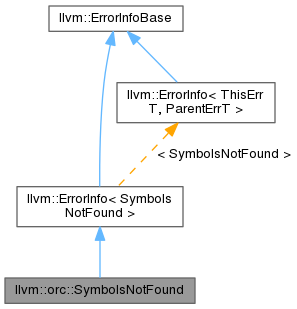 llvm::ErrorInfoBase
llvm::ErrorInfo< ThisErr
T, ParentErrT >
< SymbolsNotFound >
llvm::ErrorInfo< Symbols
NotFound >
llvm::orc::SymbolsNotFound